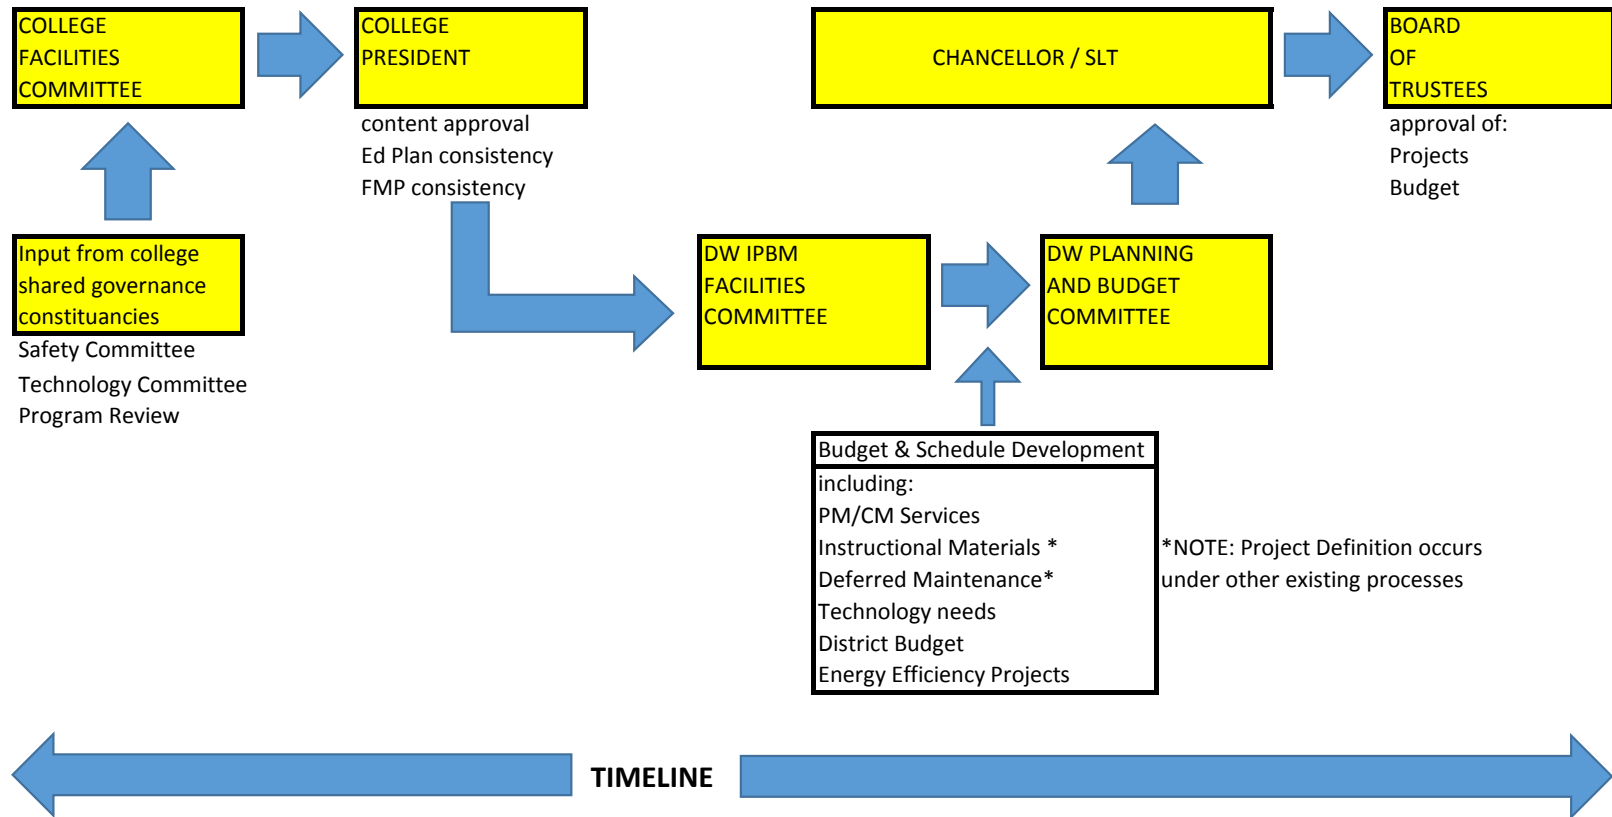 COLLEGE
FACILITIES
COMMITTEE
COLLEGE
PRESIDENT
content approval
Ed Plan consistency
FMP consistency
CHANCELLOR / SLT
BOARD
OF
TRUSTEES
approval of:
Projects
Budget
Input from college
shared governance
constituancies
Safety Committee
Technology Committee
Program Review
DW IPBM
FACILITIES
COMMITTEE
DW PLANNING
AND BUDGET
COMMITTEE
Budget & Schedule Development
including:
PM/CM Services
Instructional Materials *
Deferred Maintenance*
Technology needs
District Budget
Energy Efficiency Projects
*NOTE: Project Definition occurs
under other existing processes
TIMELINE